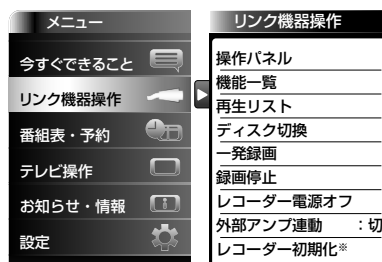 メニュー
今すぐできること
リンク機器操作
番組表・予約
テレビ操作
お知らせ・情報
設定
リンク機器操作
操作パネル
機能一覧
再生リスト
ディスク切換
一発録画
録画停止
レコーダー電源オフ
外部アンプ連動 :切
レコーダー初期化※